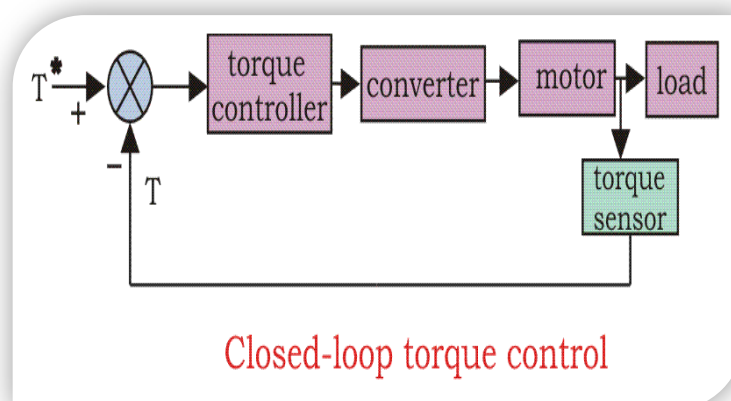 T*
+
−
T
torque
controller
converter
motor
load
torque
sensor
Closed-loop torque control